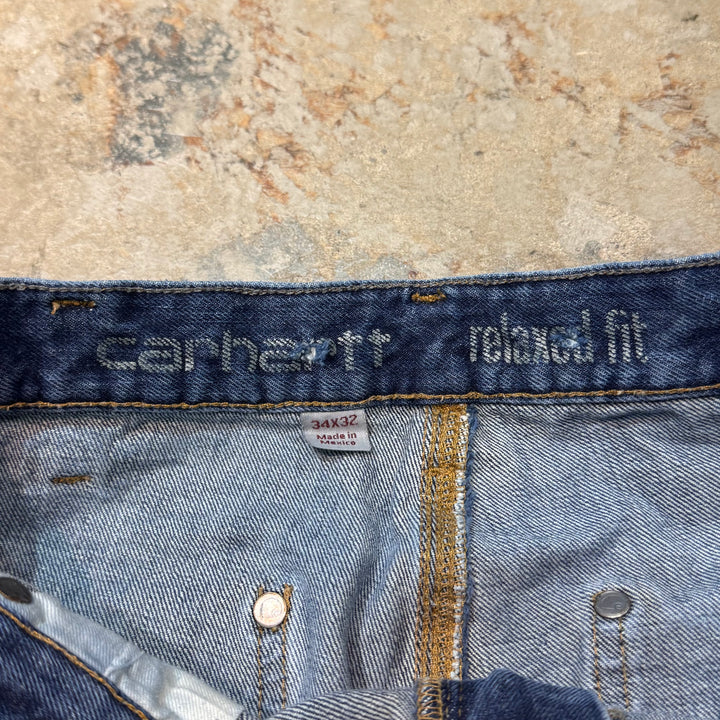 carhartt relaxed fit
34X32
Made in
Mexico